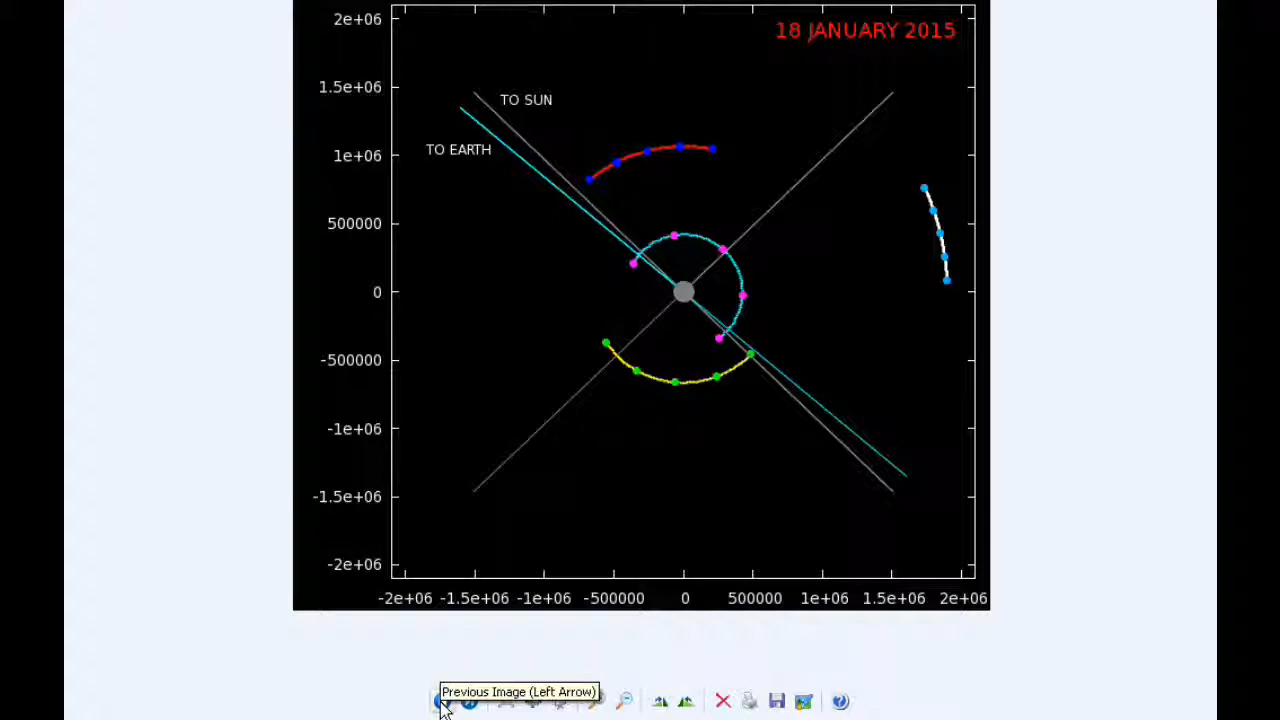 2e+06
18 JANUARY 2015
1.5e+06
TO SUN
TO EARTH
1e+06
500000
0
-500000
-1e+06
-1.5e+06
-2e+06
-2e+06 -1.5e+06 -1e+06 -500000 0 500000 1e+06 1.5e+06 2e+06
Previous Image (Left Arrow)